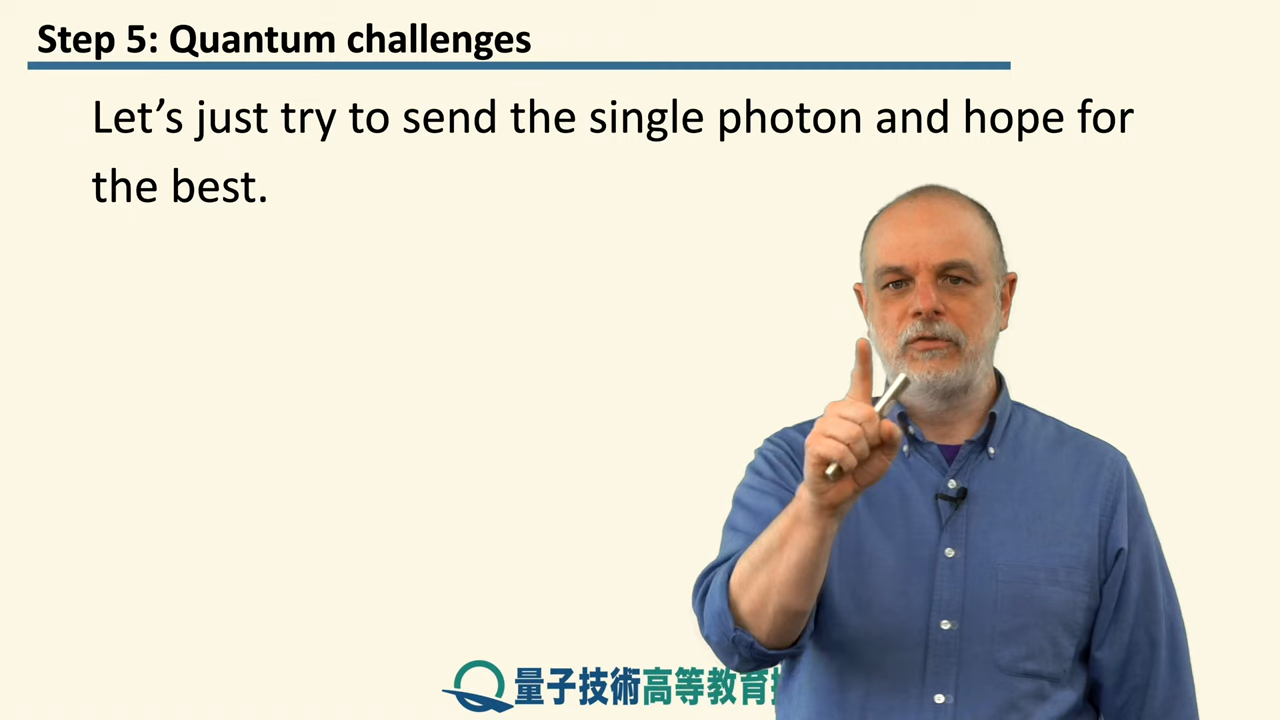 Step 5: Quantum challenges
Let’s just try to send the single photon and hope for
the best.
量子技術高等教育